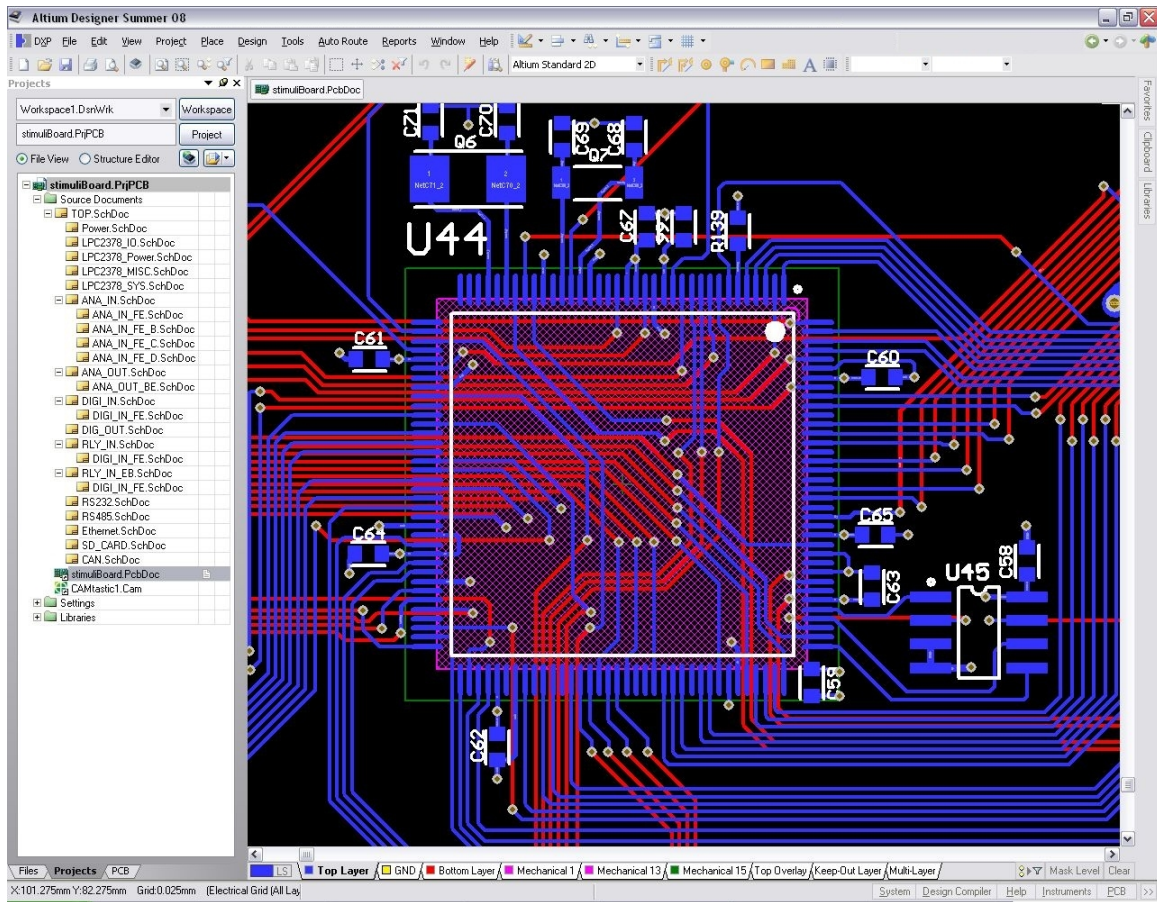 Altium Designer Summer 08
DXP File Edit View Project Place Design Tools Auto Route Reports Window Help
Altium Standard 2D
Projects
stimuliBoard.PcbDoc
Workspace1.DsnWrk Workspace
stimuliBoard.PrjPCB Project
File View Structure Editor
stimuliBoard.PrjPCB
Source Documents
TOP.SchDoc
Power.SchDoc
LPC2378_IO.SchDoc
LPC2378_Power.SchDoc
LPC2378_MISC.SchDoc
LPC2378_SYS.SchDoc
ANA_IN.SchDoc
ANA_IN_FE.SchDoc
ANA_IN_FE_B.SchDoc
ANA_IN_FE_C.SchDoc
ANA_IN_FE_D.SchDoc
ANA_OUT.SchDoc
ANA_OUT_BE.SchDoc
DIGI_IN.SchDoc
DIGI_IN_FE.SchDoc
DIG_OUT.SchDoc
RLY_IN.SchDoc
DIGI_IN_FE.SchDoc
RLY_IN_EB.SchDoc
DIGI_IN_FE.SchDoc
RS232.SchDoc
RS485.SchDoc
Ethernet.SchDoc
SD_CARD.SchDoc
CAN.SchDoc
stimuliBoard.PcbDoc
CAMtastic1.Cam
Settings
Libraries
C71
Q6
C70
C69
Q7
C68
1
NetC71_2
2
NetC70_2
U44
C67
R139
C61
C60
C64
C65
C63
U45
C58
C59
C62
Favorites
Clipboard
Libraries
Files Projects PCB
LS Top Layer GND Bottom Layer Mechanical 1 Mechanical 13 Mechanical 15 Top Overlay Keep-Out Layer Multi-Layer
Mask Level Clear
X:101.275mm Y:82.275mm Grid:0.025mm (Electrical Grid (All Lay
System Design Compiler Help Instruments PCB >>